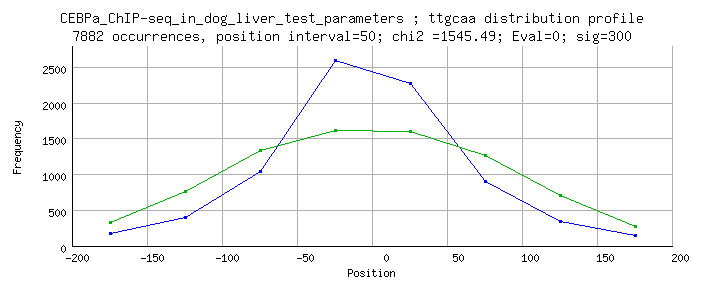 CEBPa_ChIP-seq_in_dog_liver_test_parameters ; ttgcaa distribution profile
7882 occurrences, position interval=50; chi2 =1545.49; Eval=0; sig=300
Frequency
2500
2000
1500
1000
500
0
-200 -150 -100 -50 0 50 100 150 200
Position